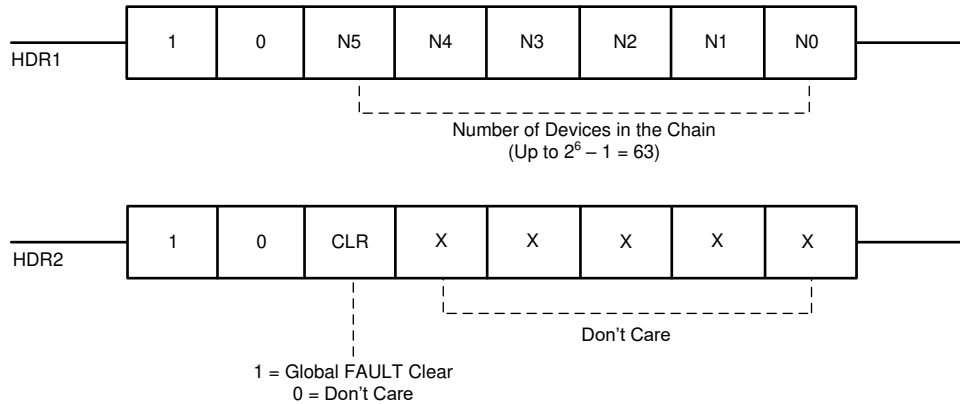 1 0 N5 N4 N3 N2 N1 N0
HDR1
Number of Devices in the Chain
(Up to 2⁶ – 1 = 63)
1 0 CLR X X X X X
HDR2
Don't Care
1 = Global FAULT Clear
0 = Don't Care